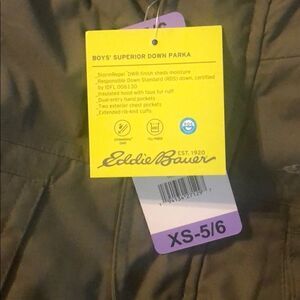 BOYS' SUPERIOR DOWN PARKA
StormRepel® DWR finish sheds moisture
Responsible Down Standard (RDS) down, certified
by IDFL 006130
Insulated hood with faux fur ruff
Dual-entry hand pockets
Two exterior chest pockets
Extended rib-knit cuffs
STORMREPEL®
DWR
EST. 1920
Eddie Bauer
XS-5/6